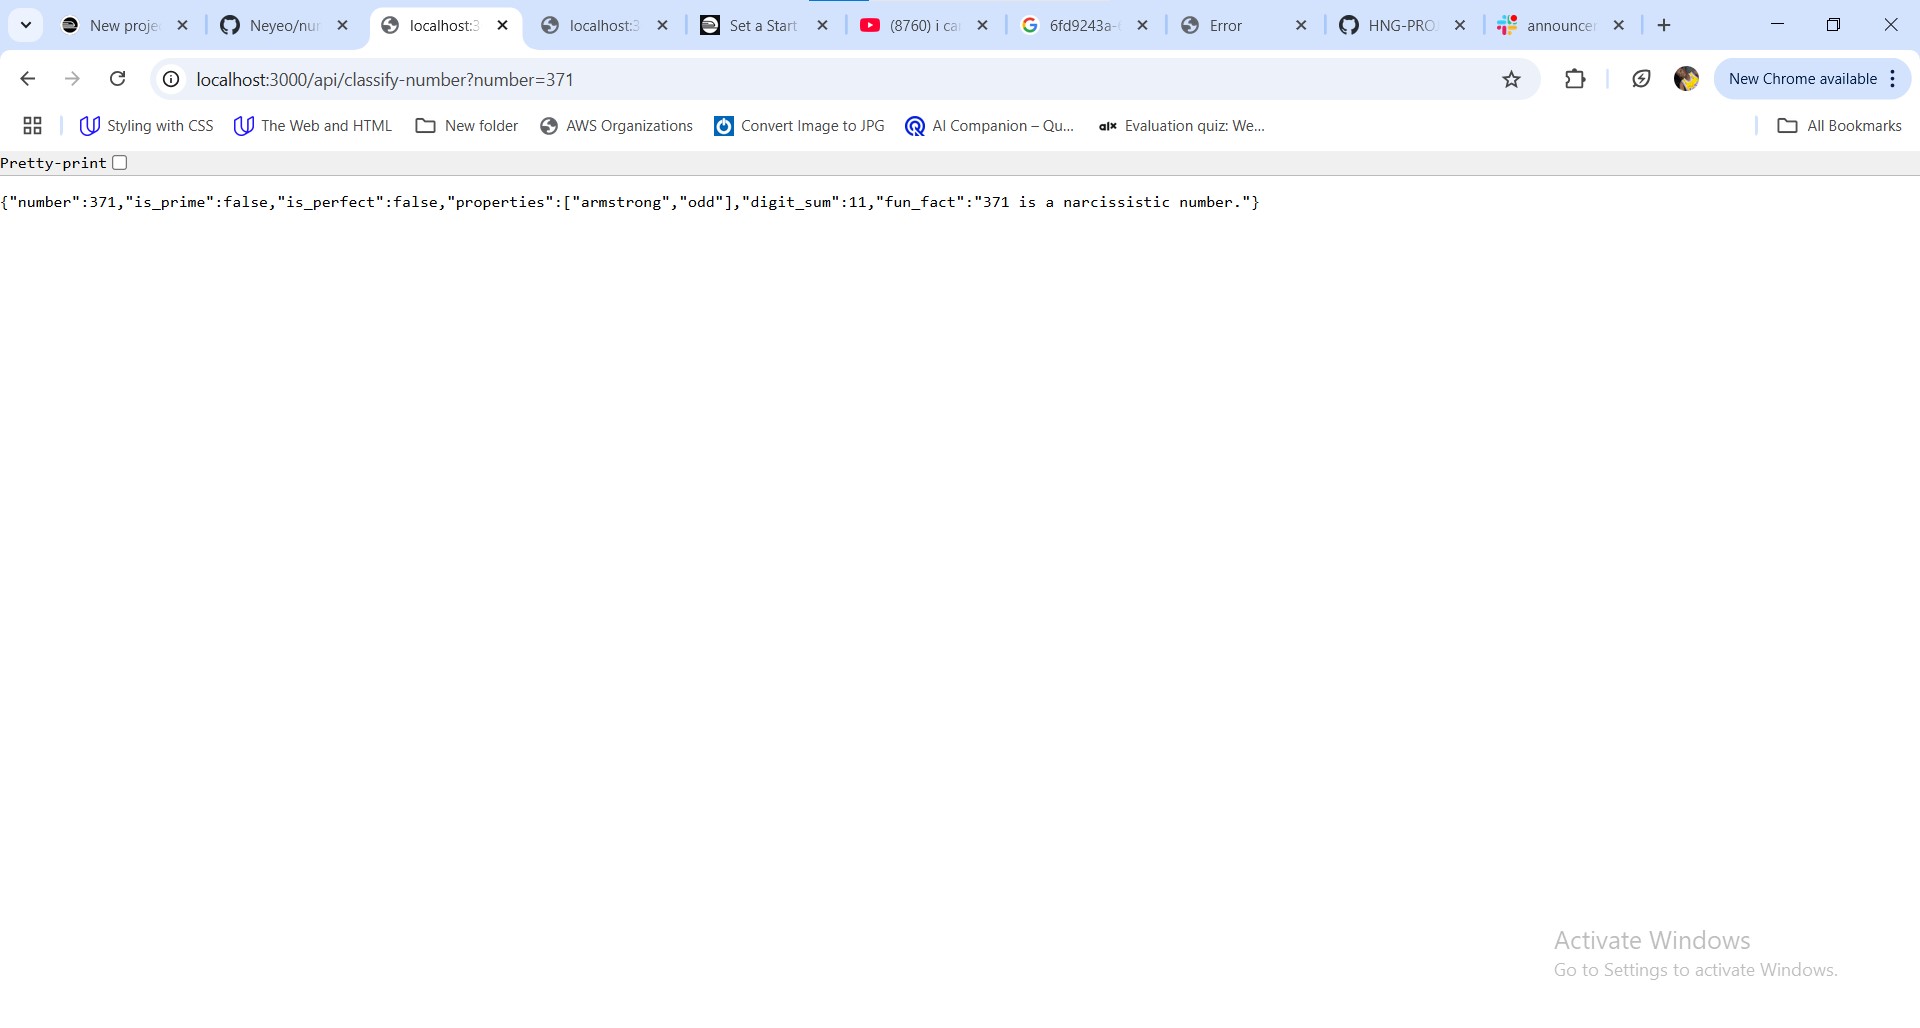 New proje
Neyeo/nur
localhost:3
localhost:3
Set a Start
(8760) i ca
6fd9243a-
Error
HNG-PRO
announcer
localhost:3000/api/classify-number?number=371
New Chrome available
Styling with CSS
The Web and HTML
New folder
AWS Organizations
Convert Image to JPG
AI Companion – Qu...
alx
Evaluation quiz: We...
All Bookmarks
Pretty-print
{"number":371,"is_prime":false,"is_perfect":false,"properties":["armstrong","odd"],"digit_sum":11,"fun_fact":"371 is a narcissistic number."}
Activate Windows
Go to Settings to activate Windows.